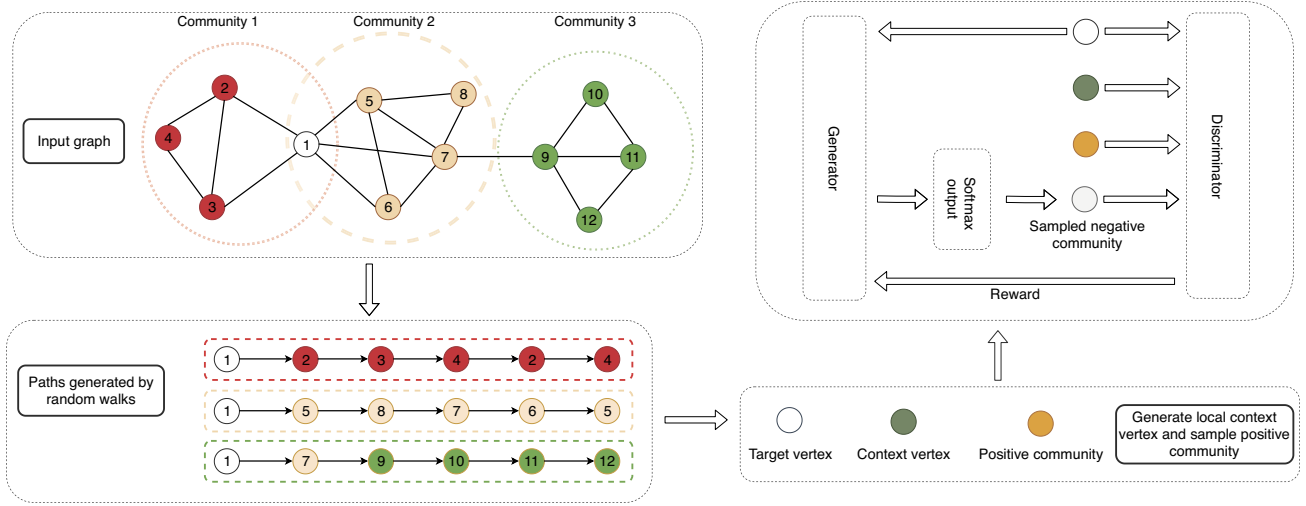 Community 1
Community 2
Community 3
Input graph
2
4
3
1
5
8
7
6
10
9
11
12
Paths generated by
random walks
1 2 3 4 2 4
1 5 8 7 6 5
1 7 9 10 11 12
Generator
Softmax
output
Sampled negative
community
Discriminator
Reward
Target vertex
Context vertex
Positive community
Generate local context
vertex and sample positive
community